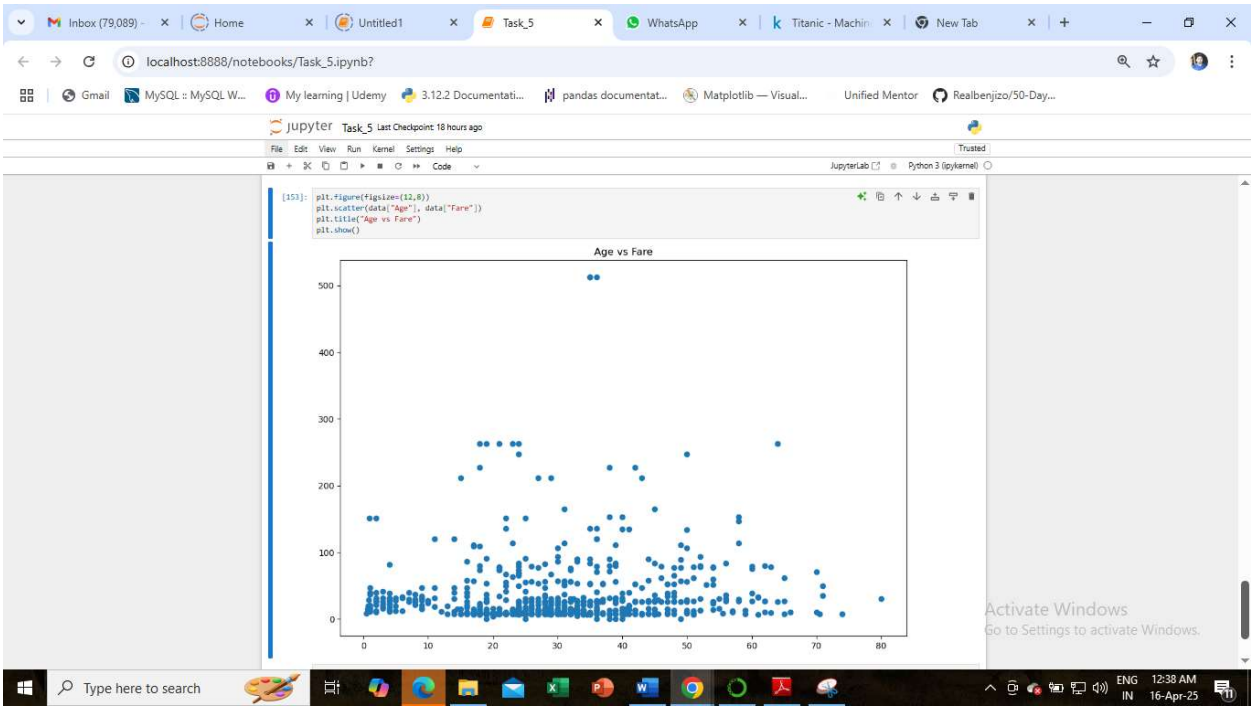 Inbox (79,089) -
Home
Untitled1
Task_5
WhatsApp
Titanic - Machin
New Tab
localhost:8888/notebooks/Task_5.ipynb?
Gmail
MySQL :: MySQL W...
My learning | Udemy
3.12.2 Documentati...
pandas documentat...
Matplotlib — Visual...
Unified Mentor
Realbenjizo/50-Day...
jupyter Task_5 Last Checkpoint: 18 hours ago
File Edit View Run Kernel Settings Help
Trusted
Code
JupyterLab
Python 3 (ipykernel)
[153]: plt.figure(figsize=(12,8))
plt.scatter(data["Age"], data["Fare"])
plt.title("Age vs Fare")
plt.show()
Age vs Fare
500
400
300
200
100
0
0 10 20 30 40 50 60 70 80
Activate Windows
Go to Settings to activate Windows.
Type here to search
ENG 12:38 AM
IN 16-Apr-25
11